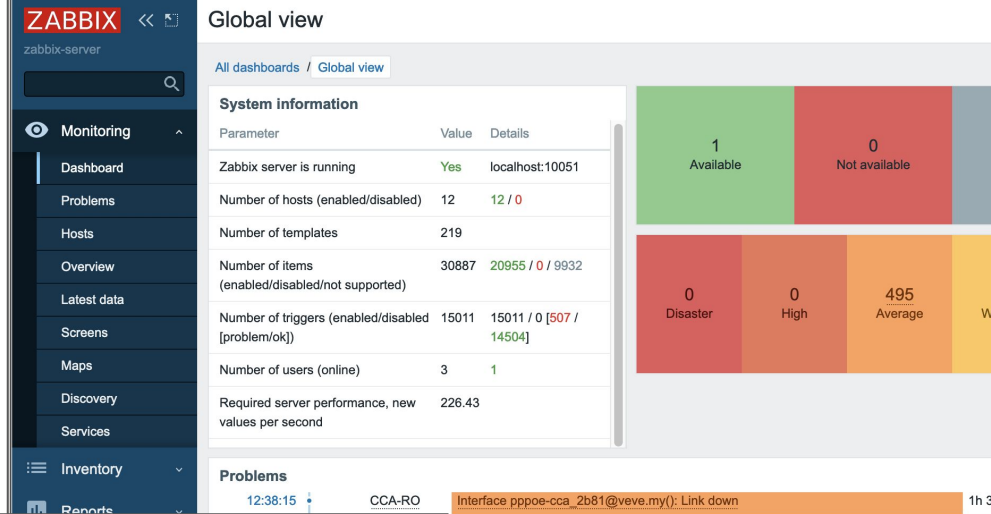 ZABBIX
zabbix-server
Monitoring
Dashboard
Problems
Hosts
Overview
Latest data
Screens
Maps
Discovery
Services
Inventory
Reports
Global view
All dashboards / Global view
System information
Parameter Value Details
Zabbix server is running Yes localhost:10051
Number of hosts (enabled/disabled) 12 12 / 0
Number of templates 219
Number of items
(enabled/disabled/not supported) 30887 20955 / 0 / 9932
Number of triggers (enabled/disabled
[problem/ok]) 15011 15011 / 0 [507 /
14504]
Number of users (online) 3 1
Required server performance, new
values per second 226.43
1
Available
0
Not available
0
Disaster
0
High
495
Average
W
Problems
12:38:15 CCA-RO Interface pppoe-cca_2b81@veve.my(): Link down 1h 3